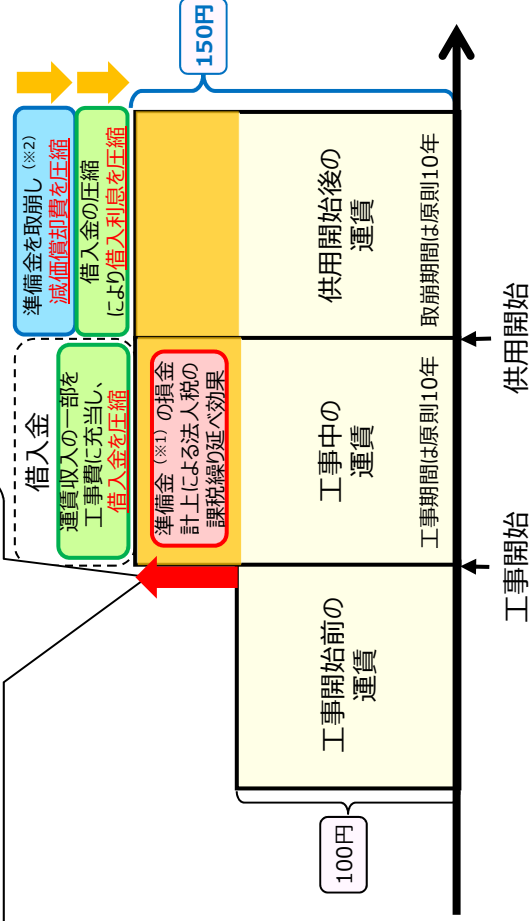 借入金
運賃収入の一部を
工事費に充当し、
借入金を圧縮
準備金を取崩し（※2）
減価償却費を圧縮
借入金の圧縮
により借入利息を圧縮
準備金（※1）の損金
計上による法人税の
課税繰り延べ効果
150円
100円
工事開始前の
運賃
工事中の
運賃
工事期間は原則10年
供用開始後の
運賃
取崩期間は原則10年
工事開始
供用開始